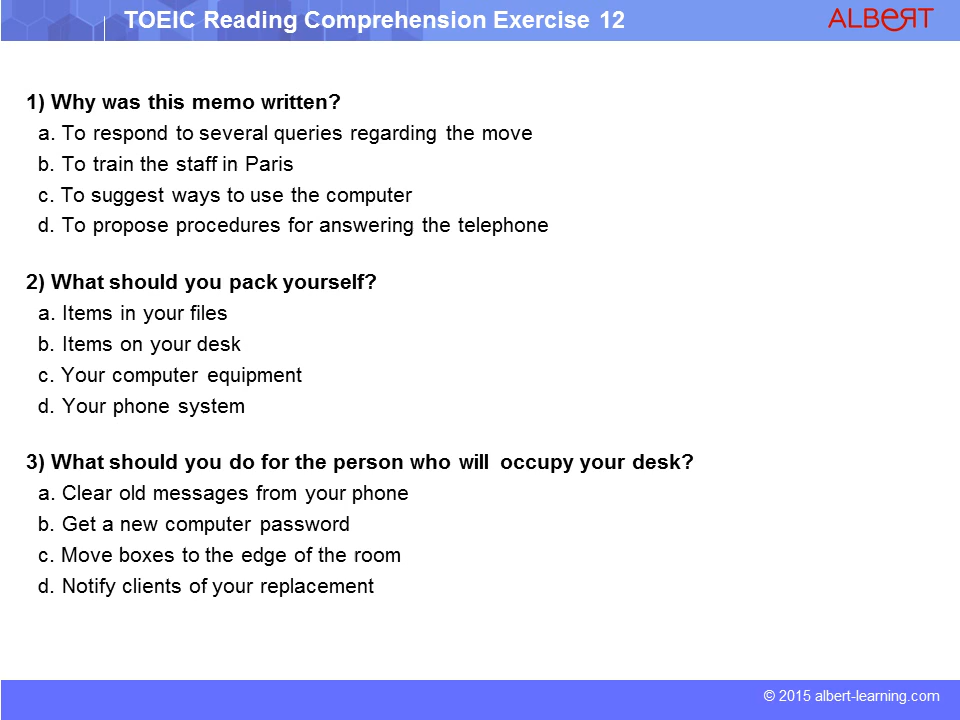 TOEIC Reading Comprehension Exercise 12
ALBERT
1) Why was this memo written?
a. To respond to several queries regarding the move
b. To train the staff in Paris
c. To suggest ways to use the computer
d. To propose procedures for answering the telephone
2) What should you pack yourself?
a. Items in your files
b. Items on your desk
c. Your computer equipment
d. Your phone system
3) What should you do for the person who will occupy your desk?
a. Clear old messages from your phone
b. Get a new computer password
c. Move boxes to the edge of the room
d. Notify clients of your replacement
© 2015 albert-learning.com